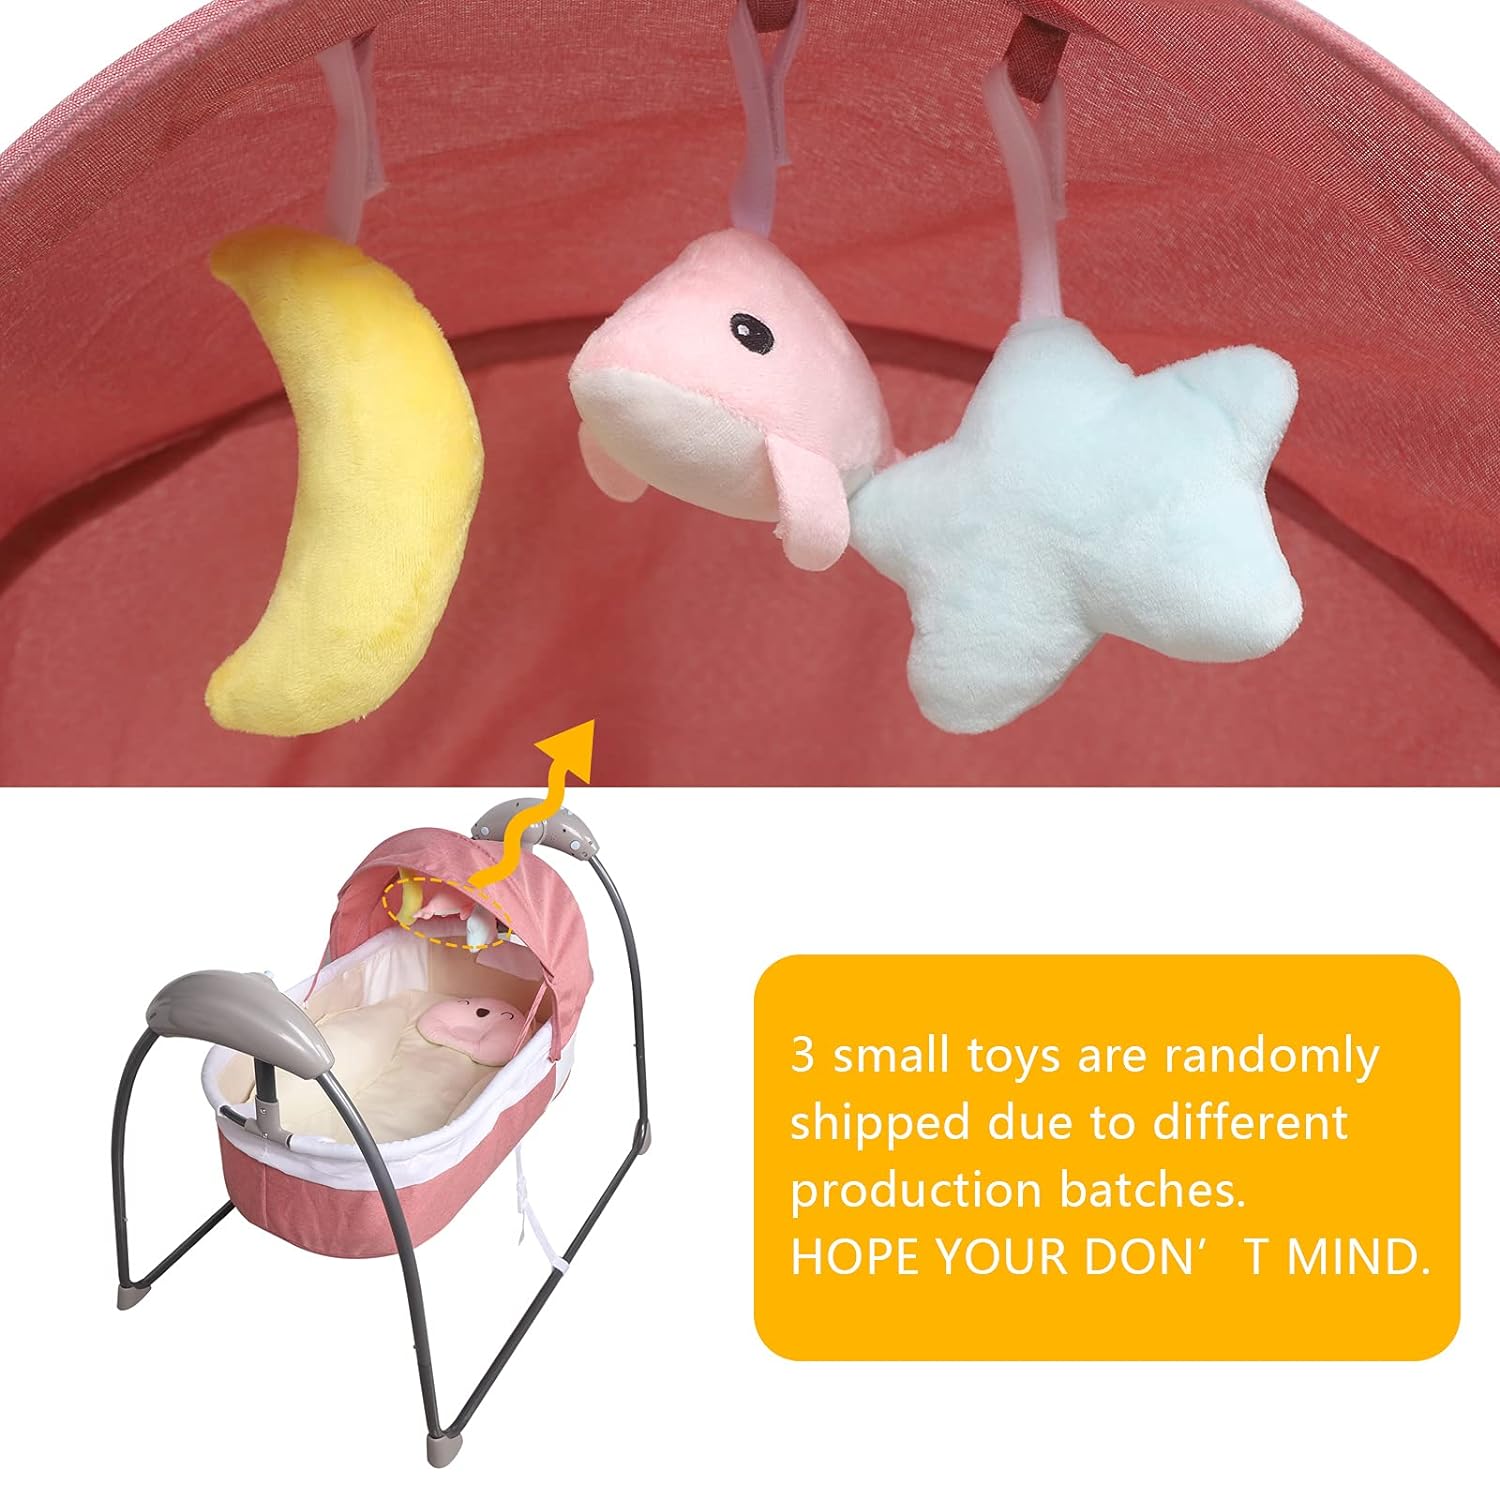 3 small toys are randomly
shipped due to different
production batches.
HOPE YOUR DON’ T MIND.